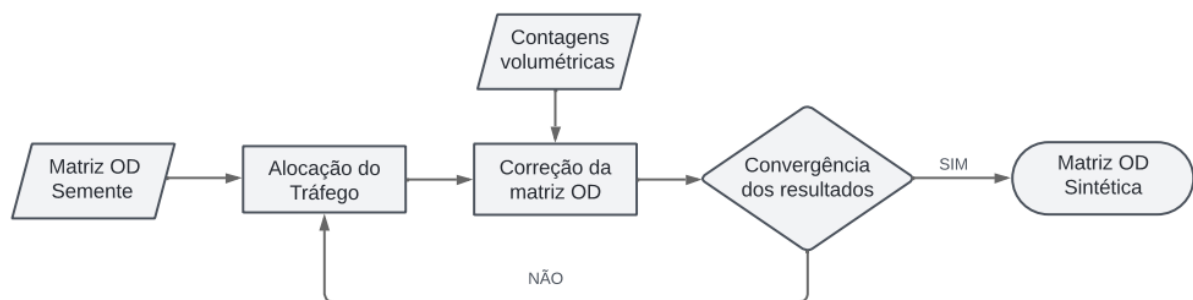 Contagens
volumétricas
Matriz OD
Semente
Alocação do
Tráfego
Correção da
matriz OD
Convergência
dos resultados
SIM
Matriz OD
Sintética
NÃO